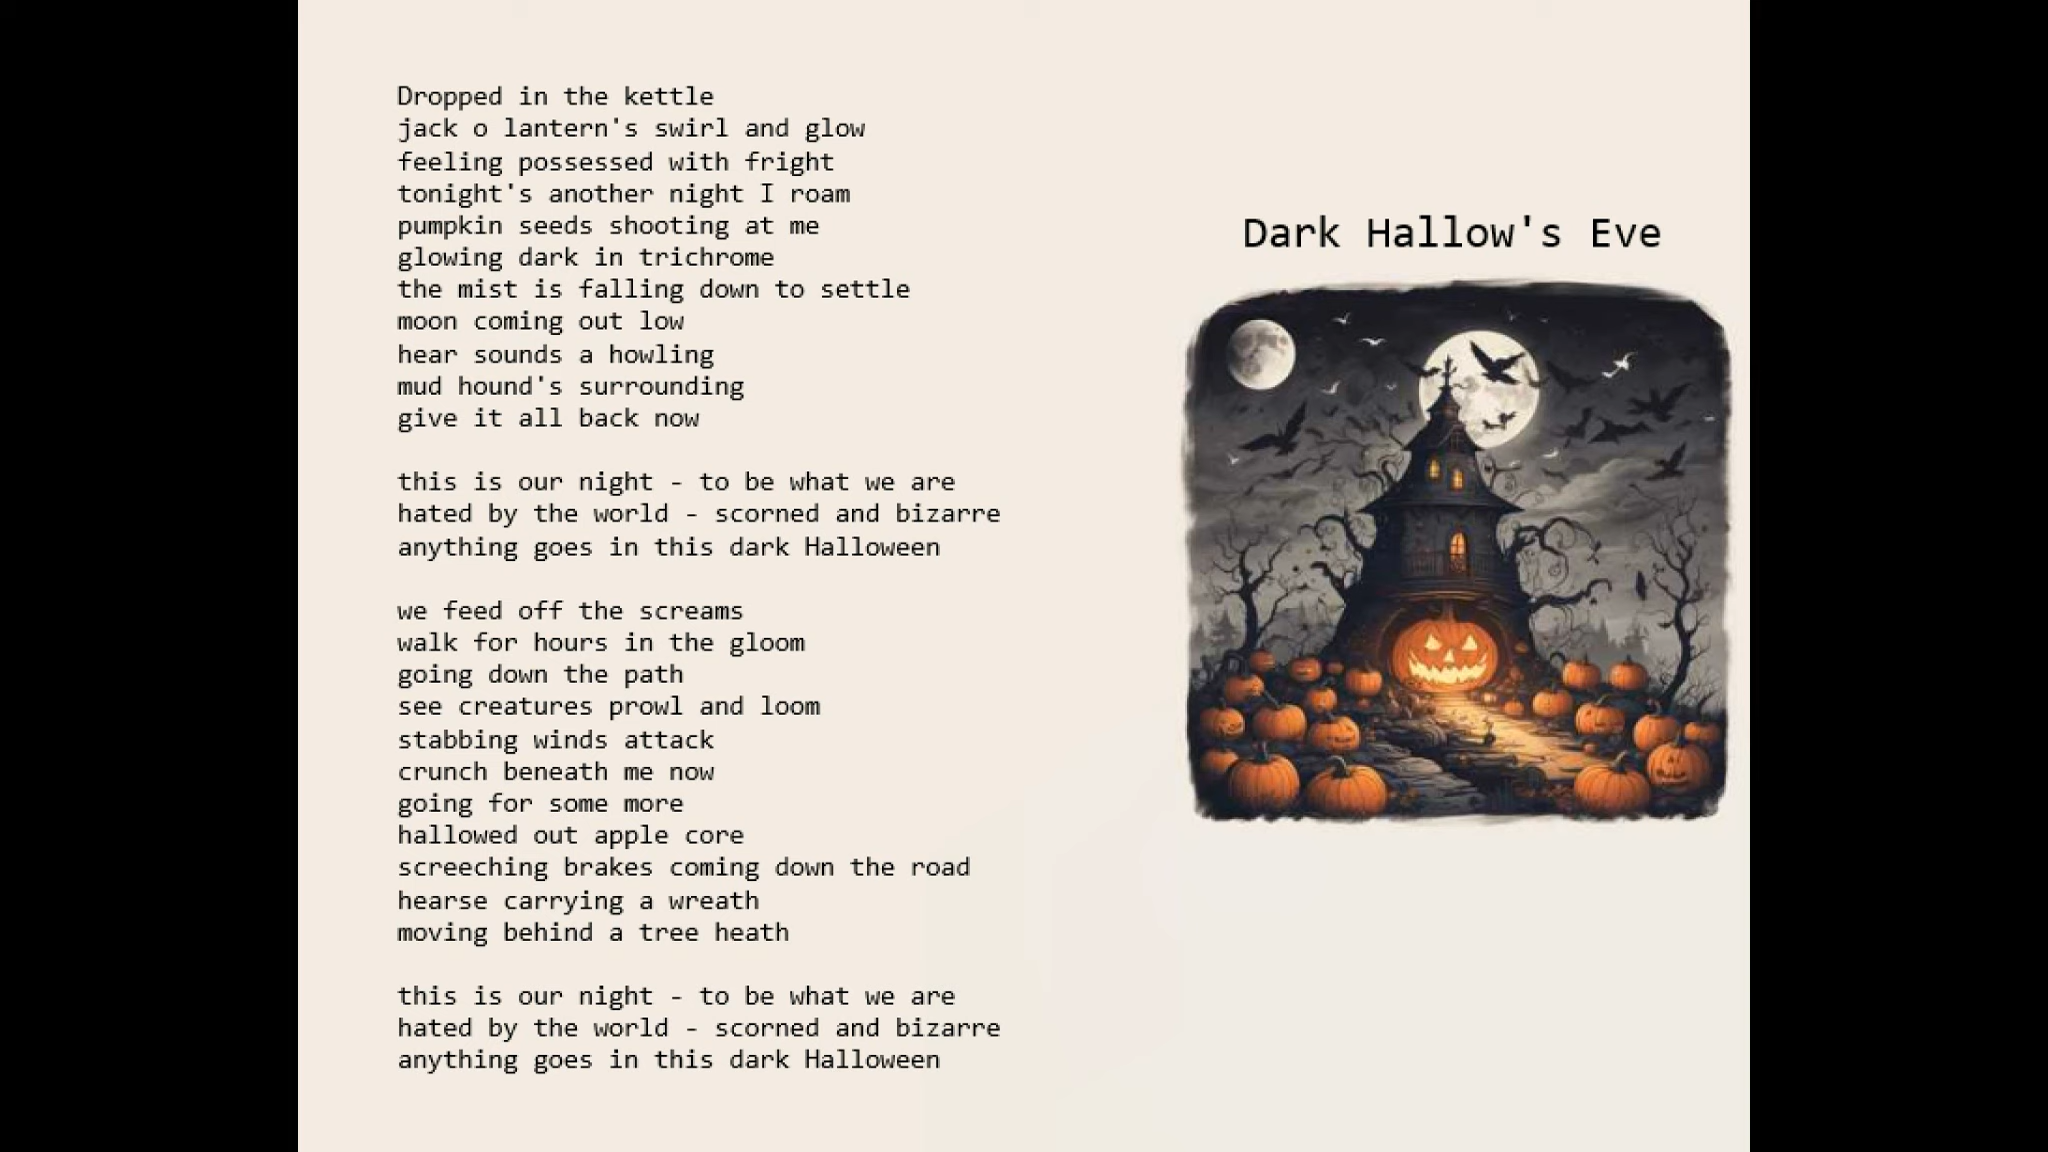 Dropped in the kettle
jack o lantern's swirl and glow
feeling possessed with fright
tonight's another night I roam
pumpkin seeds shooting at me
glowing dark in trichrome
the mist is falling down to settle
moon coming out low
hear sounds a howling
mud hound's surrounding
give it all back now

this is our night - to be what we are
hated by the world - scorned and bizarre
anything goes in this dark Halloween

we feed off the screams
walk for hours in the gloom
going down the path
see creatures prowl and loom
stabbing winds attack
crunch beneath me now
going for some more
hallowed out apple core
screeching brakes coming down the road
hearse carrying a wreath
moving behind a tree heath

this is our night - to be what we are
hated by the world - scorned and bizarre
anything goes in this dark Halloween

Dark Hallow's Eve